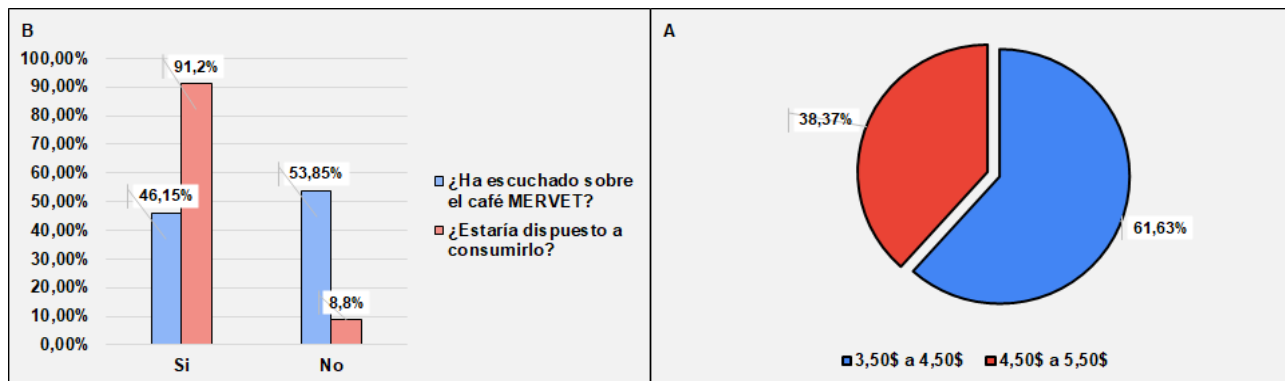 B
100,00%
90,00%
80,00%
70,00%
60,00%
50,00%
40,00%
30,00%
20,00%
10,00%
0,00%
91,2%
46,15%
53,85%
8,8%
Si
No
¿Ha escuchado sobre
el café MERVET?
¿Estaría dispuesto a
consumirlo?
A
38,37%
61,63%
3,50$ a 4,50$
4,50$ a 5,50$